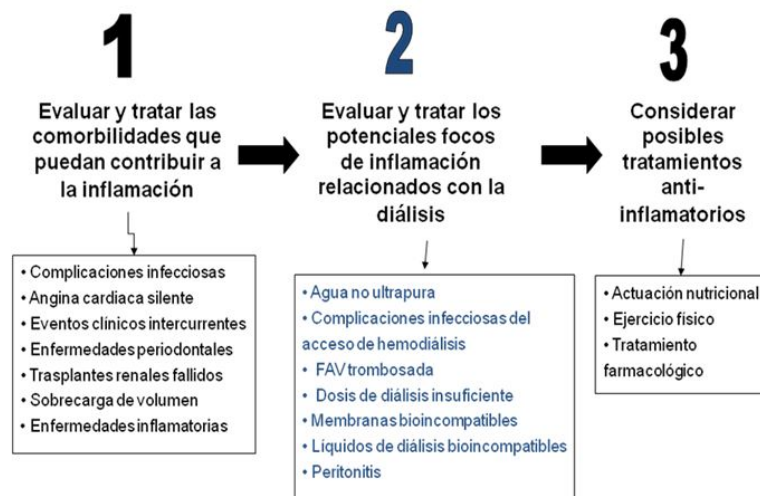 1
Evaluar y tratar las
comorbilidades que
puedan contribuir a
la inflamación
• Complicaciones infecciosas
• Angina cardiaca silente
• Eventos clínicos intercurrentes
• Enfermedades periodontales
• Trasplantes renales fallidos
• Sobrecarga de volumen
• Enfermedades inflamatorias
2
Evaluar y tratar los
potenciales focos
de inflamación
relacionados con la
diálisis
• Agua no ultrapura
• Complicaciones infecciosas del
acceso de hemodiálisis
• FAV trombosada
• Dosis de diálisis insuficiente
• Membranas bioincompatibles
• Líquidos de diálisis bioincompatibles
• Peritonitis
3
Considerar
posibles
tratamientos
anti-
inflamatorios
• Actuación nutricional
• Ejercicio físico
• Tratamiento
farmacológico